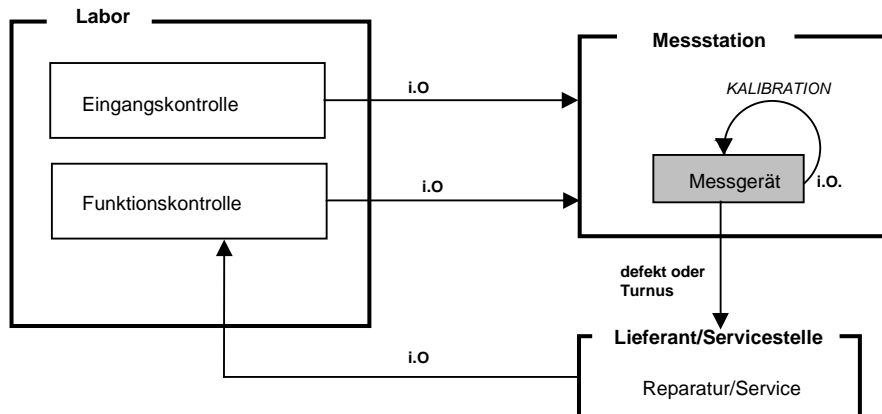 Labor
Eingangskontrolle
i.O
Funktionskontrolle
i.O
Messstation
KALIBRATION
Messgerät
i.O.
defekt oder
Turnus
Lieferant/Servicestelle
Reparatur/Service
i.O